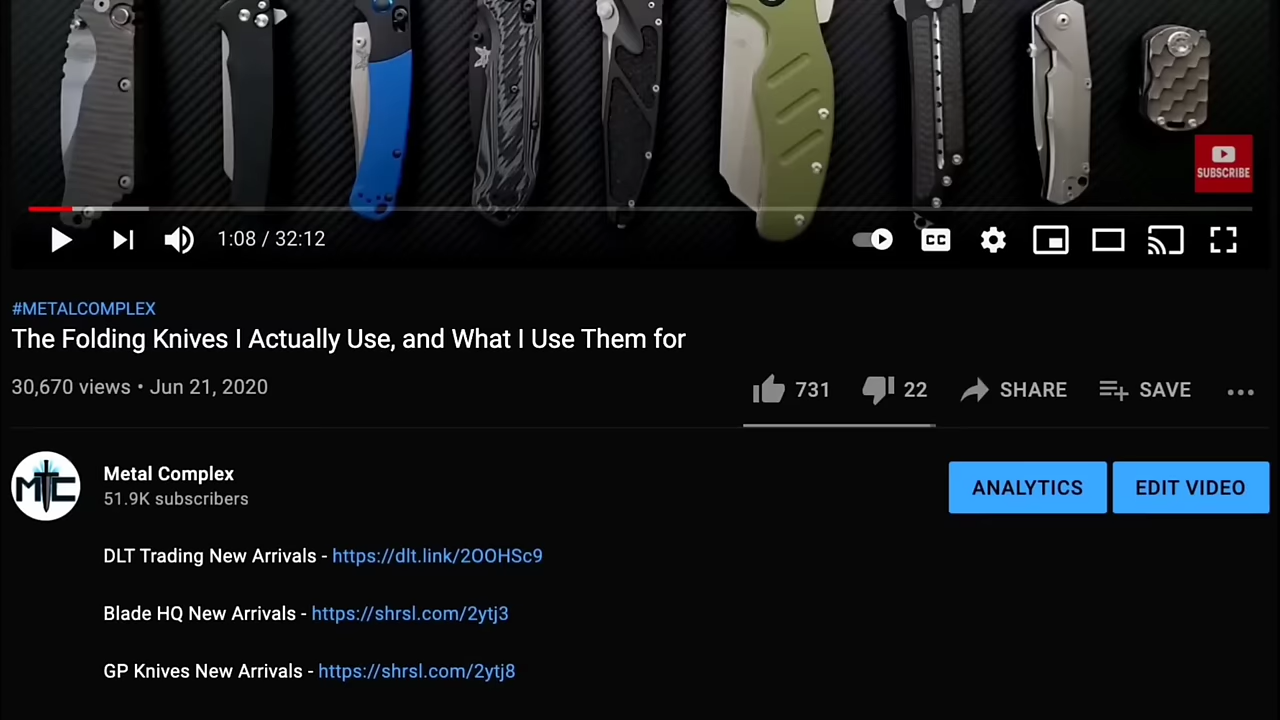 SUBSCRIBE
1:08 / 32:12
CC
#METALCOMPLEX
The Folding Knives I Actually Use, and What I Use Them for
30,670 views • Jun 21, 2020
731
22
SHARE
SAVE
MTC
Metal Complex
51.9K subscribers
ANALYTICS
EDIT VIDEO
DLT Trading New Arrivals - https://dlt.link/2OOHSc9
Blade HQ New Arrivals - https://shrsl.com/2ytj3
GP Knives New Arrivals - https://shrsl.com/2ytj8